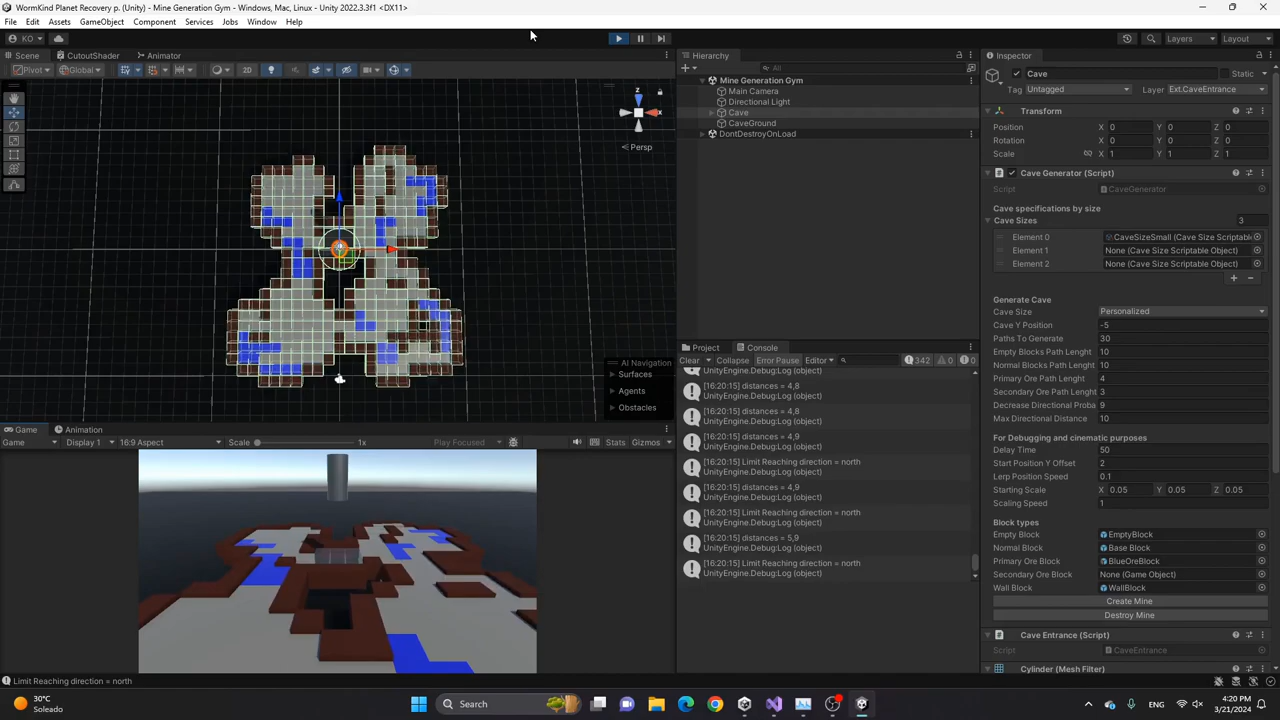 WormKind Planet Recovery p. (Unity) - Mine Generation Gym - Windows, Mac, Linux - Unity 2022.3.3f1 <DX11>
File Edit Assets GameObject Component Services Jobs Window Help
KO Layers Layout
Scene CutoutShader Animator
Pivot Global 2D
z x Persp
AI Navigation
Surfaces
Agents
Obstacles
Game Animation
Game Display 1 16:9 Aspect Scale 1x Play Focused Stats Gizmos
Hierarchy
All
Mine Generation Gym
Main Camera
Directional Light
Cave
CaveGround
DontDestroyOnLoad
Project Console
Clear Collapse Error Pause Editor 342 0 0
UnityEngine.Debug:Log (object)
[16:20:15] distances = 4,8
UnityEngine.Debug:Log (object)
[16:20:15] distances = 4,8
UnityEngine.Debug:Log (object)
[16:20:15] distances = 4,9
UnityEngine.Debug:Log (object)
[16:20:15] Limit Reaching direction = north
UnityEngine.Debug:Log (object)
[16:20:15] distances = 4,9
UnityEngine.Debug:Log (object)
[16:20:15] Limit Reaching direction = north
UnityEngine.Debug:Log (object)
[16:20:15] distances = 5,9
UnityEngine.Debug:Log (object)
[16:20:15] Limit Reaching direction = north
UnityEngine.Debug:Log (object)
Inspector
Cave Static
Tag Untagged Layer Ext.CaveEntrance
Transform
Position X 0 Y 0 Z 0
Rotation X 0 Y 0 Z 0
Scale X 1 Y 1 Z 1
Cave Generator (Script)
Script CaveGenerator
Cave specifications by size
Cave Sizes 3
Element 0 CaveSizeSmall (Cave Size Scriptable
Element 1 None (Cave Size Scriptable Object)
Element 2 None (Cave Size Scriptable Object)
Generate Cave
Cave Size Personalized
Cave Y Position -5
Paths To Generate 30
Empty Blocks Path Lenght 10
Normal Blocks Path Lenght 10
Primary Ore Path Lenght 4
Secondary Ore Path Lenght 3
Decrease Directional Proba 9
Max Directional Distance 10
For Debugging and cinematic purposes
Delay Time 50
Start Position Y Offset 2
Lerp Position Speed 0.1
Starting Scale X 0.05 Y 0.05 Z 0.05
Scaling Speed 1
Block types
Empty Block EmptyBlock
Normal Block Base Block
Primary Ore Block BlueOreBlock
Secondary Ore Block None (Game Object)
Wall Block WallBlock
Create Mine
Destroy Mine
Cave Entrance (Script)
Script CaveEntrance
Cylinder (Mesh Filter)
Limit Reaching direction = north
30°C
Soleado
Search
4:20 PM
3/21/2024